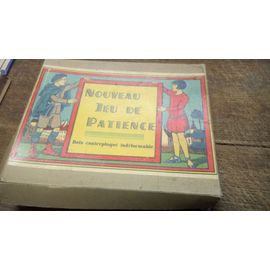 NOUVEAU
JEU DE
PATIENCE
Bois contreplaqué indéformable